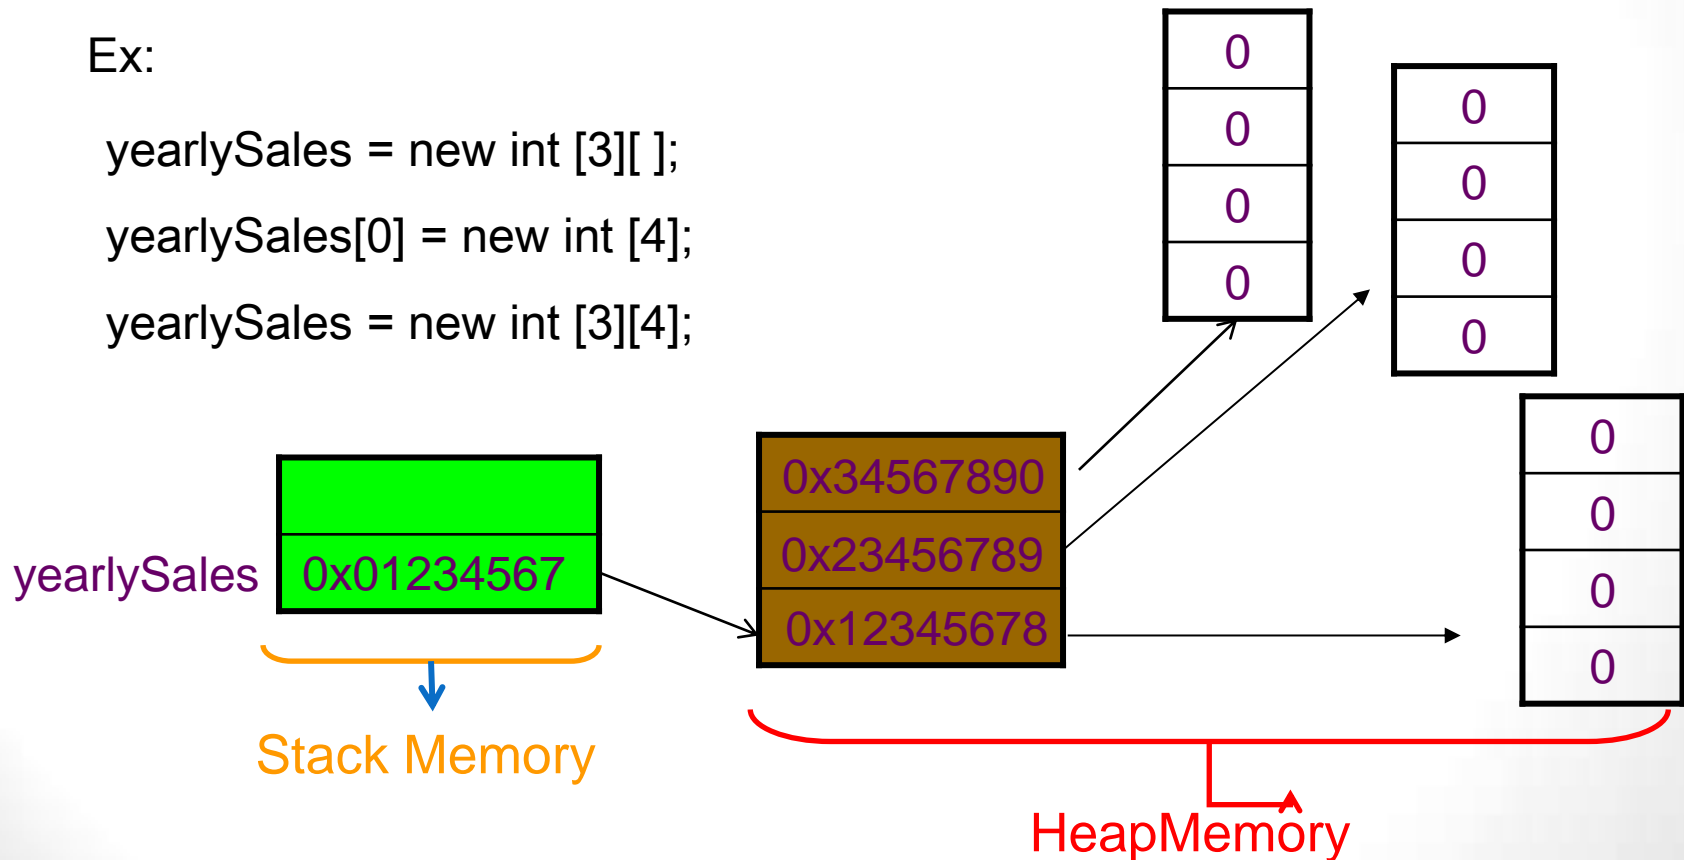 Ex:
yearlySales = new int [3][ ];
yearlySales[0] = new int [4];
yearlySales = new int [3][4];
0
0
0
0
0
0
0
0
0x34567890
0x23456789
0x12345678
yearlySales
0x01234567
0
0
0
0
Stack Memory
HeapMemory